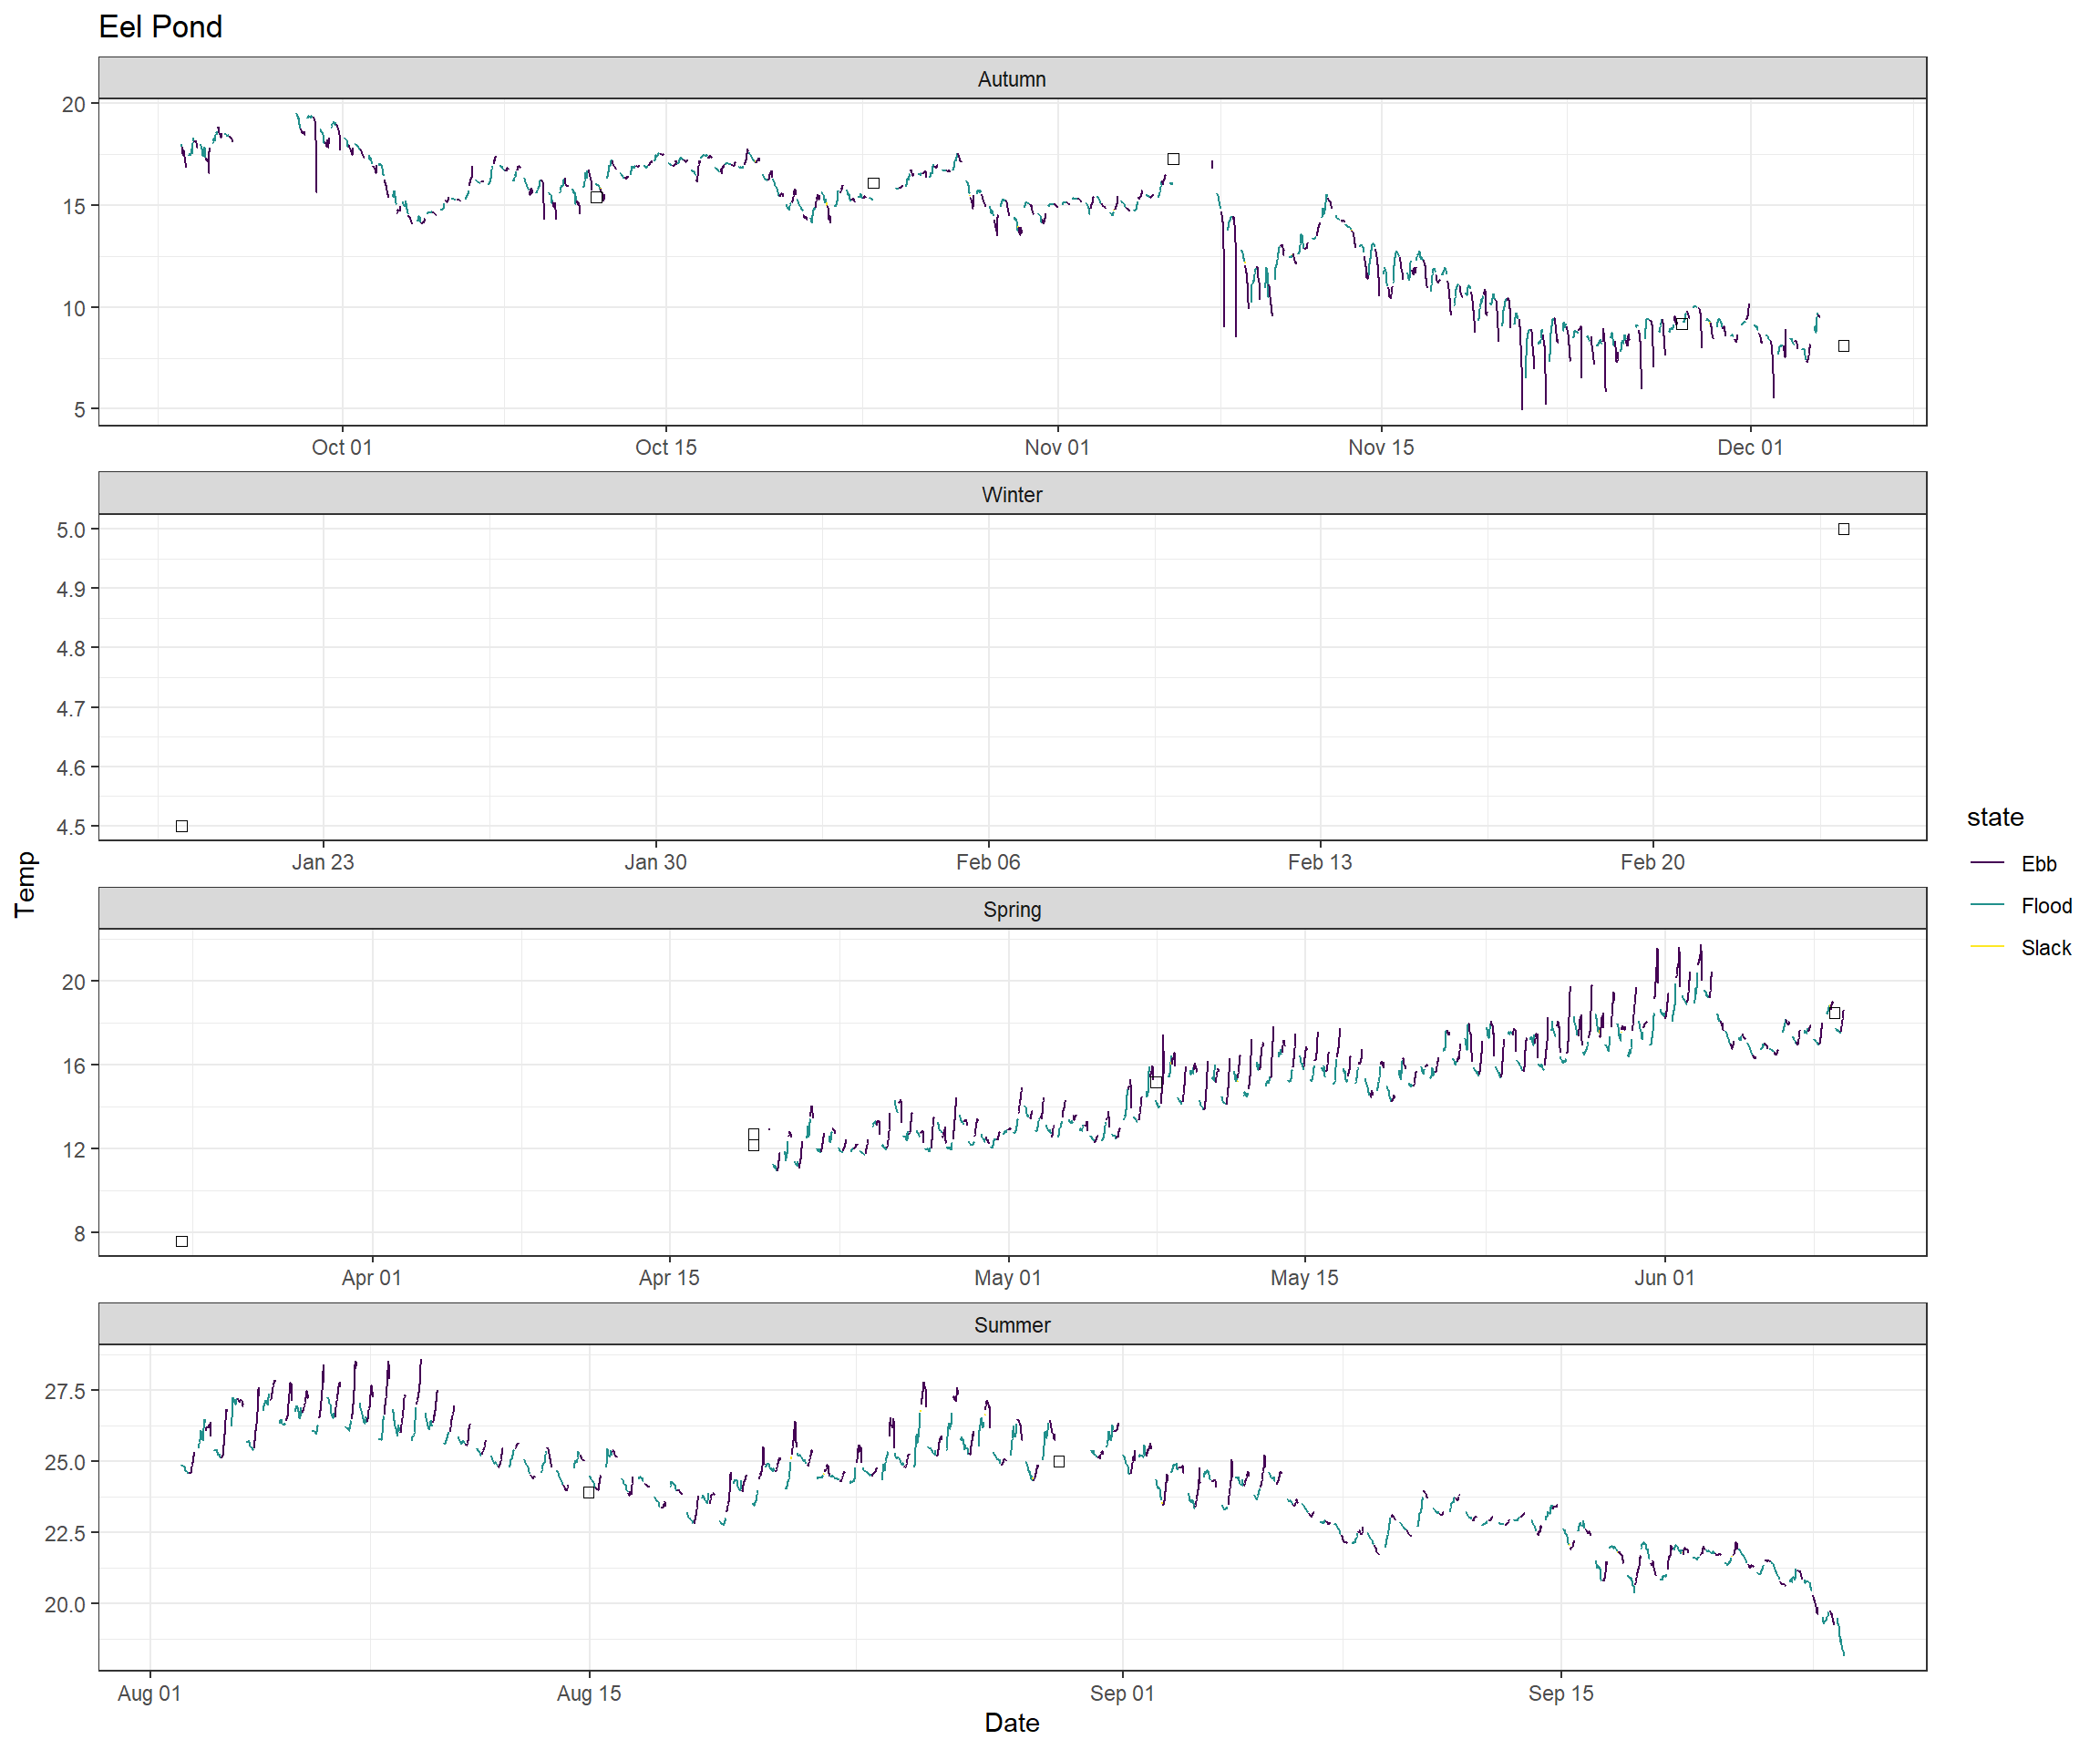 Eel Pond
Autumn
20
15
10
5
Oct 01 Oct 15 Nov 01 Nov 15 Dec 01
Winter
5.0
4.9
4.8
4.7
4.6
4.5
Jan 23 Jan 30 Feb 06 Feb 13 Feb 20
Temp
Spring
20
16
12
8
Apr 01 Apr 15 May 01 May 15 Jun 01
Summer
27.5
25.0
22.5
20.0
Aug 01 Aug 15 Sep 01 Sep 15
Date
state
Ebb
Flood
Slack